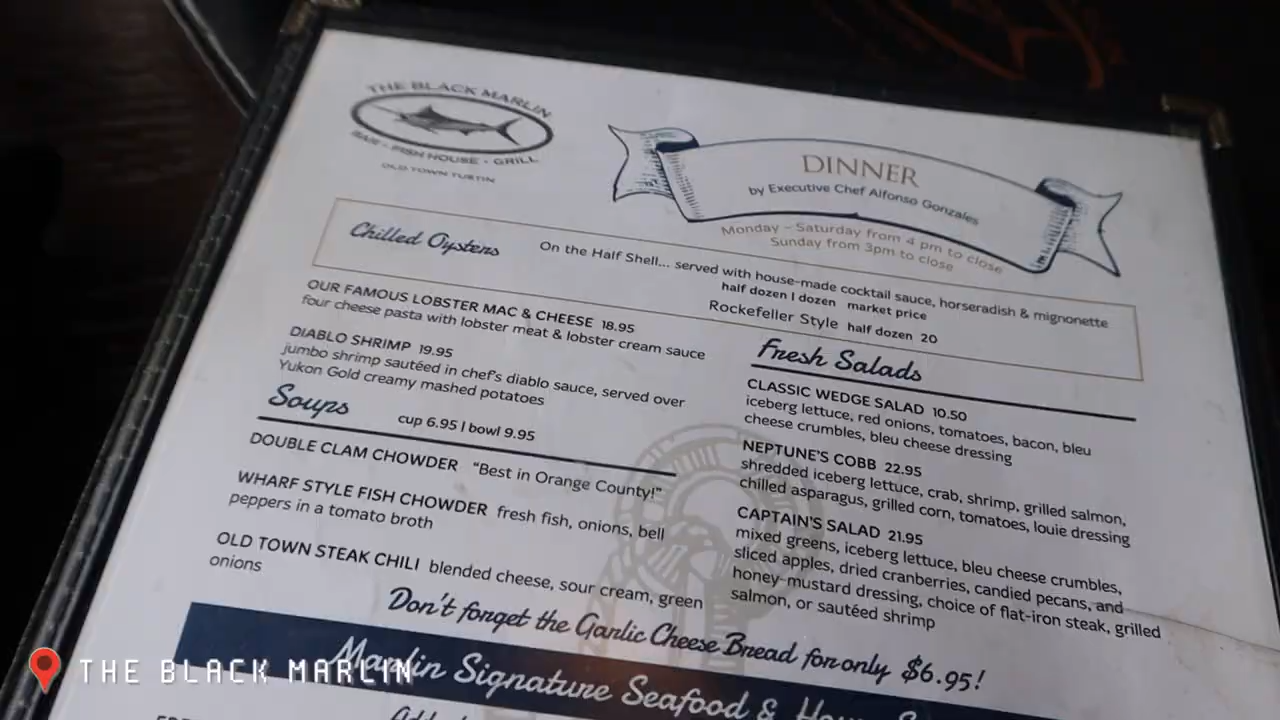 THE BLACK MARLIN
BAR • FISH HOUSE • GRILL
OLD TOWN TUSTIN
DINNER
by Executive Chef Alfonso Gonzales
Monday - Saturday from 4 pm to close
Sunday from 3pm to close
Chilled Oysters
On the Half Shell... served with house-made cocktail sauce, horseradish & mignonette
half dozen | dozen market price
Rockefeller Style half dozen 20
OUR FAMOUS LOBSTER MAC & CHEESE 18.95
four cheese pasta with lobster meat & lobster cream sauce
DIABLO SHRIMP 19.95
jumbo shrimp sautéed in chef's diablo sauce, served over
Yukon Gold creamy mashed potatoes
Soups
cup 6.95 | bowl 9.95
DOUBLE CLAM CHOWDER "Best in Orange County!"
WHARF STYLE FISH CHOWDER fresh fish, onions, bell
peppers in a tomato broth
OLD TOWN STEAK CHILI blended cheese, sour cream, green
onions
Fresh Salads
CLASSIC WEDGE SALAD 10.50
iceberg lettuce, red onions, tomatoes, bacon, bleu
cheese crumbles, bleu cheese dressing
NEPTUNE'S COBB 22.95
shredded iceberg lettuce, crab, shrimp, grilled salmon,
chilled asparagus, grilled corn, tomatoes, louie dressing
CAPTAIN'S SALAD 21.95
mixed greens, iceberg lettuce, bleu cheese crumbles,
sliced apples, dried cranberries, candied pecans, and
honey-mustard dressing, choice of flat-iron steak, grilled
salmon, or sautéed shrimp
Don't forget the Garlic Cheese Bread for only $6.95!
Marlin Signature Seafood &
THE BLACK MARLIN